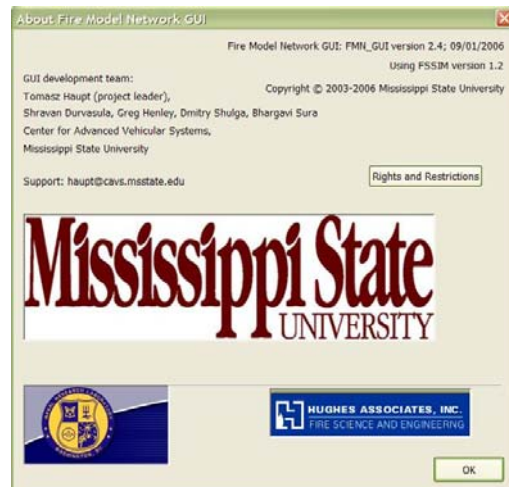 About Fire Model Network GUI
Fire Model Network GUI: FMN_GUI version 2.4; 09/01/2006
Using FSSIM version 1.2
Copyright © 2003-2006 Mississippi State University
GUI development team:
Tomasz Haupt (project leader),
Shravan Durvasula, Greg Henley, Dmitry Shulga, Bhargavi Sura
Center for Advanced Vehicular Systems,
Mississippi State University
Support: haupt@cavs.msstate.edu
Rights and Restrictions
Mississippi State
UNIVERSITY
HUGHES ASSOCIATES, INC.
FIRE SCIENCE AND ENGINEERING
OK